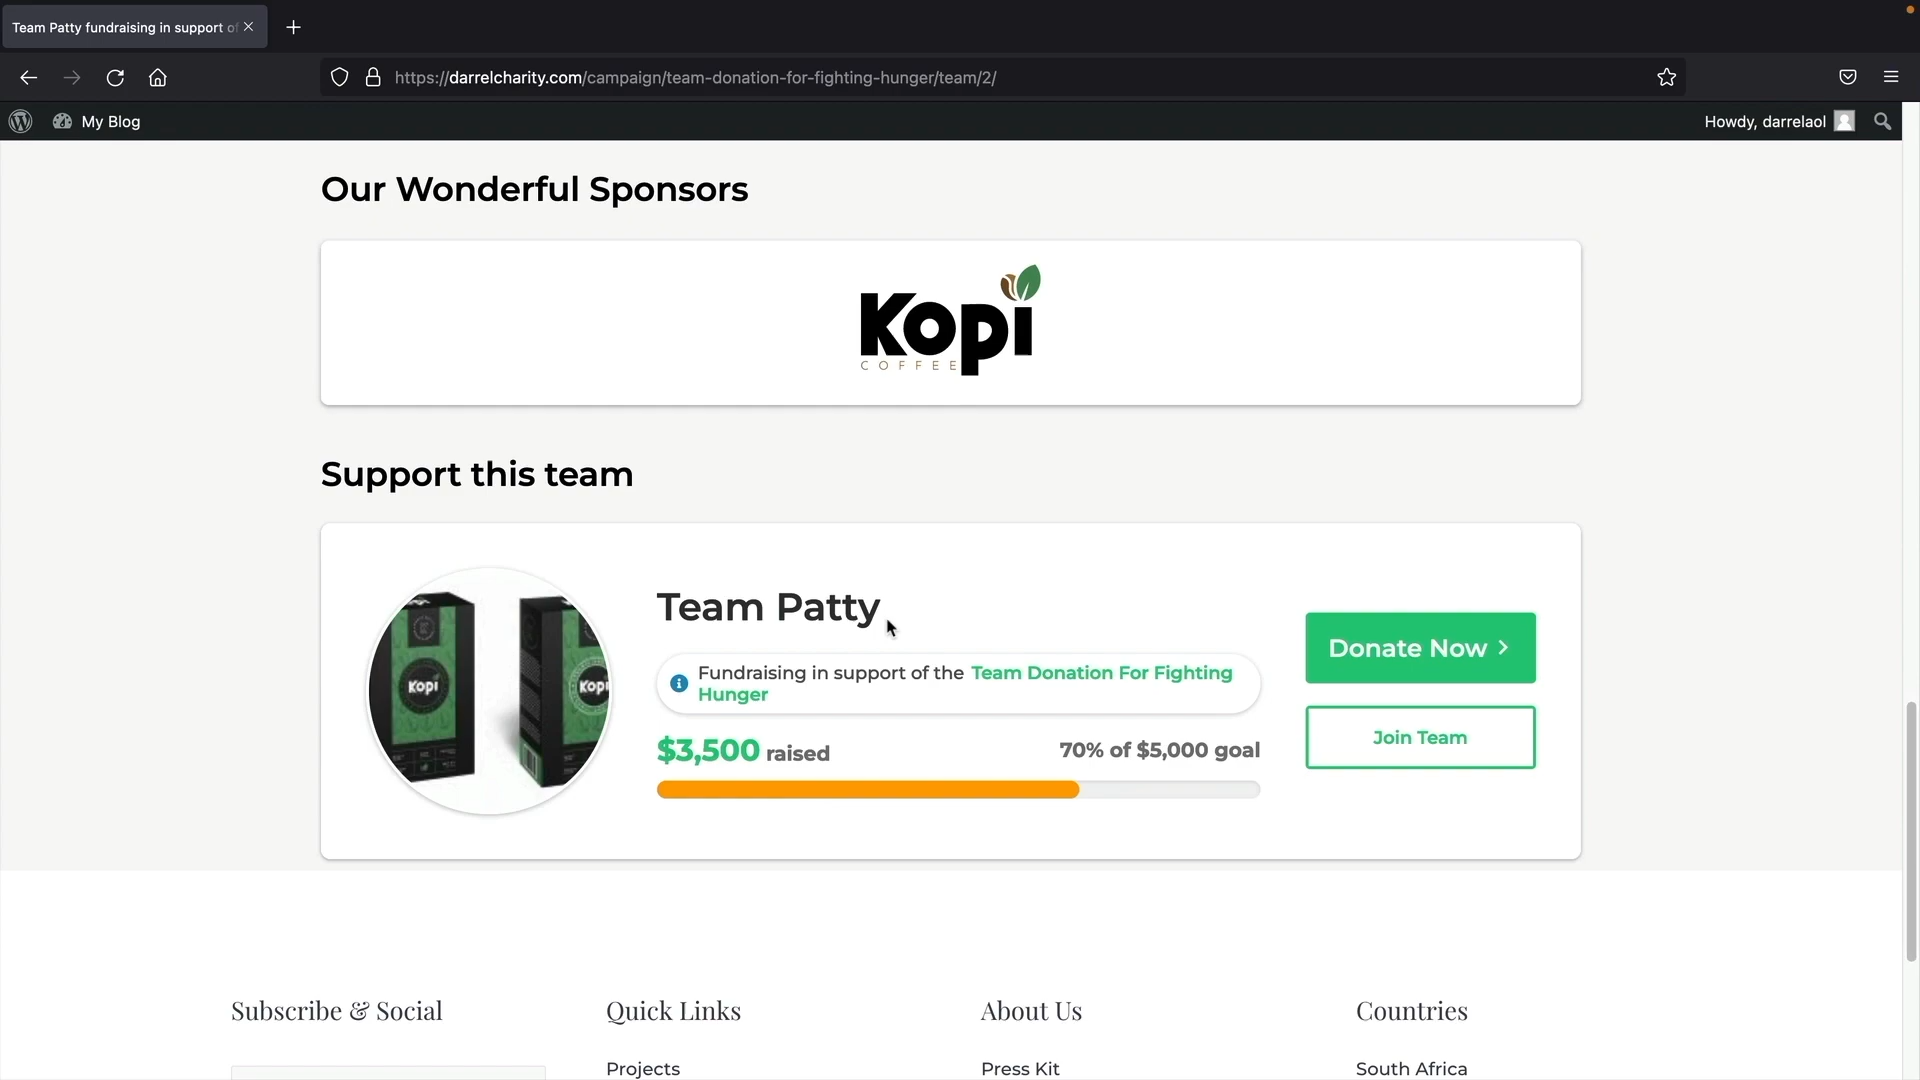 Team Patty fundraising in support of
https://darrelcharity.com/campaign/team-donation-for-fighting-hunger/team/2/
My Blog
Howdy, darrelaol
Our Wonderful Sponsors
Kopi
COFFEE
Support this team
Kopi
Kopi
Team Patty
Fundraising in support of the Team Donation For Fighting
Hunger
$3,500 raised
70% of $5,000 goal
Donate Now
Join Team
Subscribe & Social
Quick Links
About Us
Countries
Projects
Press Kit
South Africa